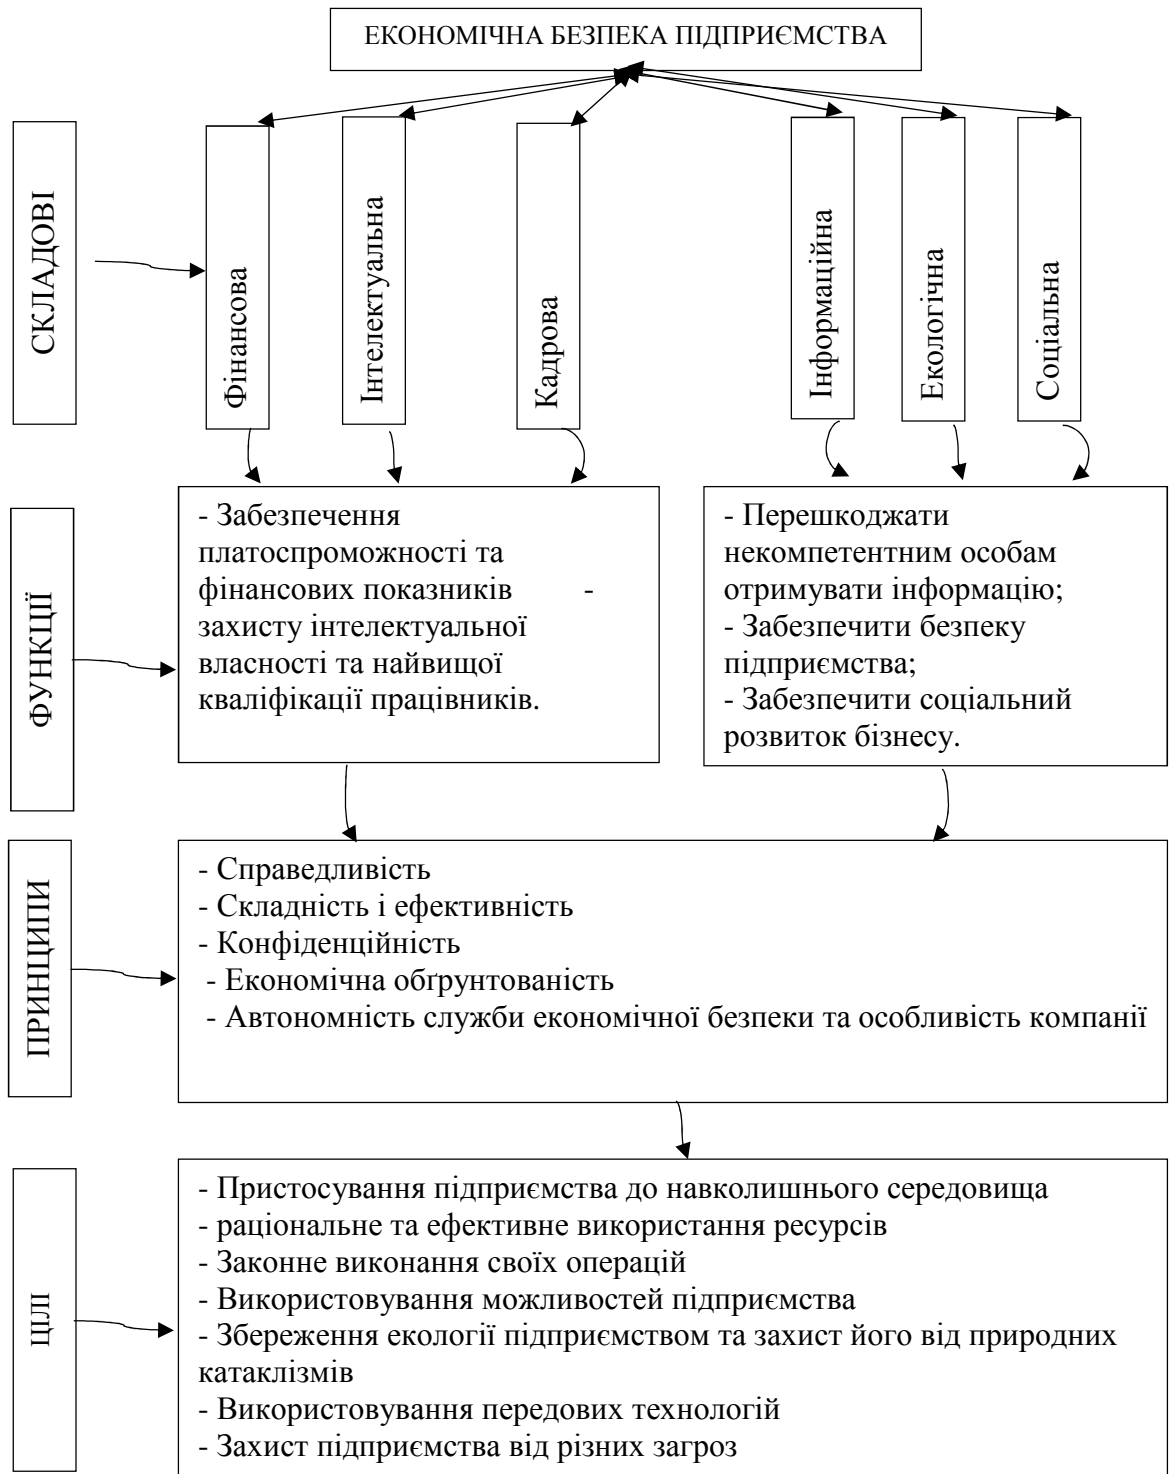 ЕКОНОМІЧНА БЕЗПЕКА ПІДПРИЄМСТВА
СКЛАДОВІ
Фінансова
Інтелектуальна
Кадрова
Інформаційна
Екологічна
Соціальна
ФУНКЦІЇ
- Забезпечення
платоспроможності та
фінансових показників -
захисту інтелектуальної
власності та найвищої
кваліфікації працівників.
- Перешкоджати
некомпетентним особам
отримувати інформацію;
- Забезпечити безпеку
підприємства;
- Забезпечити соціальний
розвиток бізнесу.
ПРИНЦИПИ
- Справедливість
- Складність і ефективність
- Конфіденційність
- Економічна обґрунтованість
- Автономність служби економічної безпеки та особливість компанії
ЦІЛІ
- Пристосування підприємства до навколишнього середовища
- раціональне та ефективне використання ресурсів
- Законне виконання своїх операцій
- Використовування можливостей підприємства
- Збереження екології підприємством та захист його від природних
катаклізмів
- Використовування передових технологій
- Захист підприємства від різних загроз